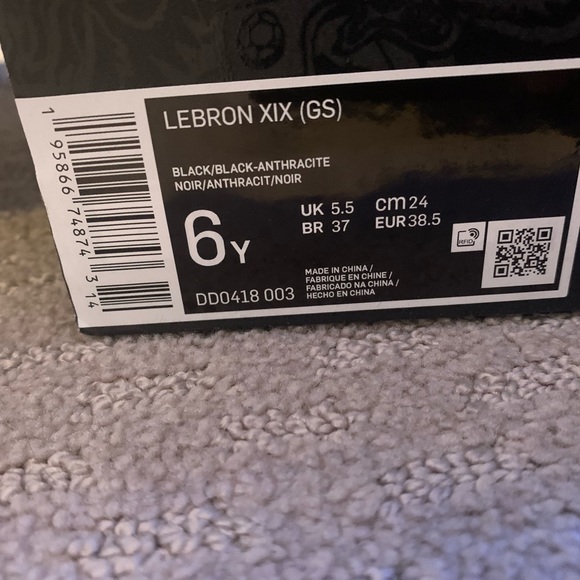 LEBRON XIX (GS)
BLACK/BLACK-ANTHRACITE
NOIR/ANTHRACIT/NOIR
6Y
UK 5.5 cm 24
BR 37 EUR 38.5
RFID
DD0418 003
MADE IN CHINA /
FABRIQUE EN CHINE /
FABRICADO NA CHINA /
HECHO EN CHINA
1 95866 74874 3 14